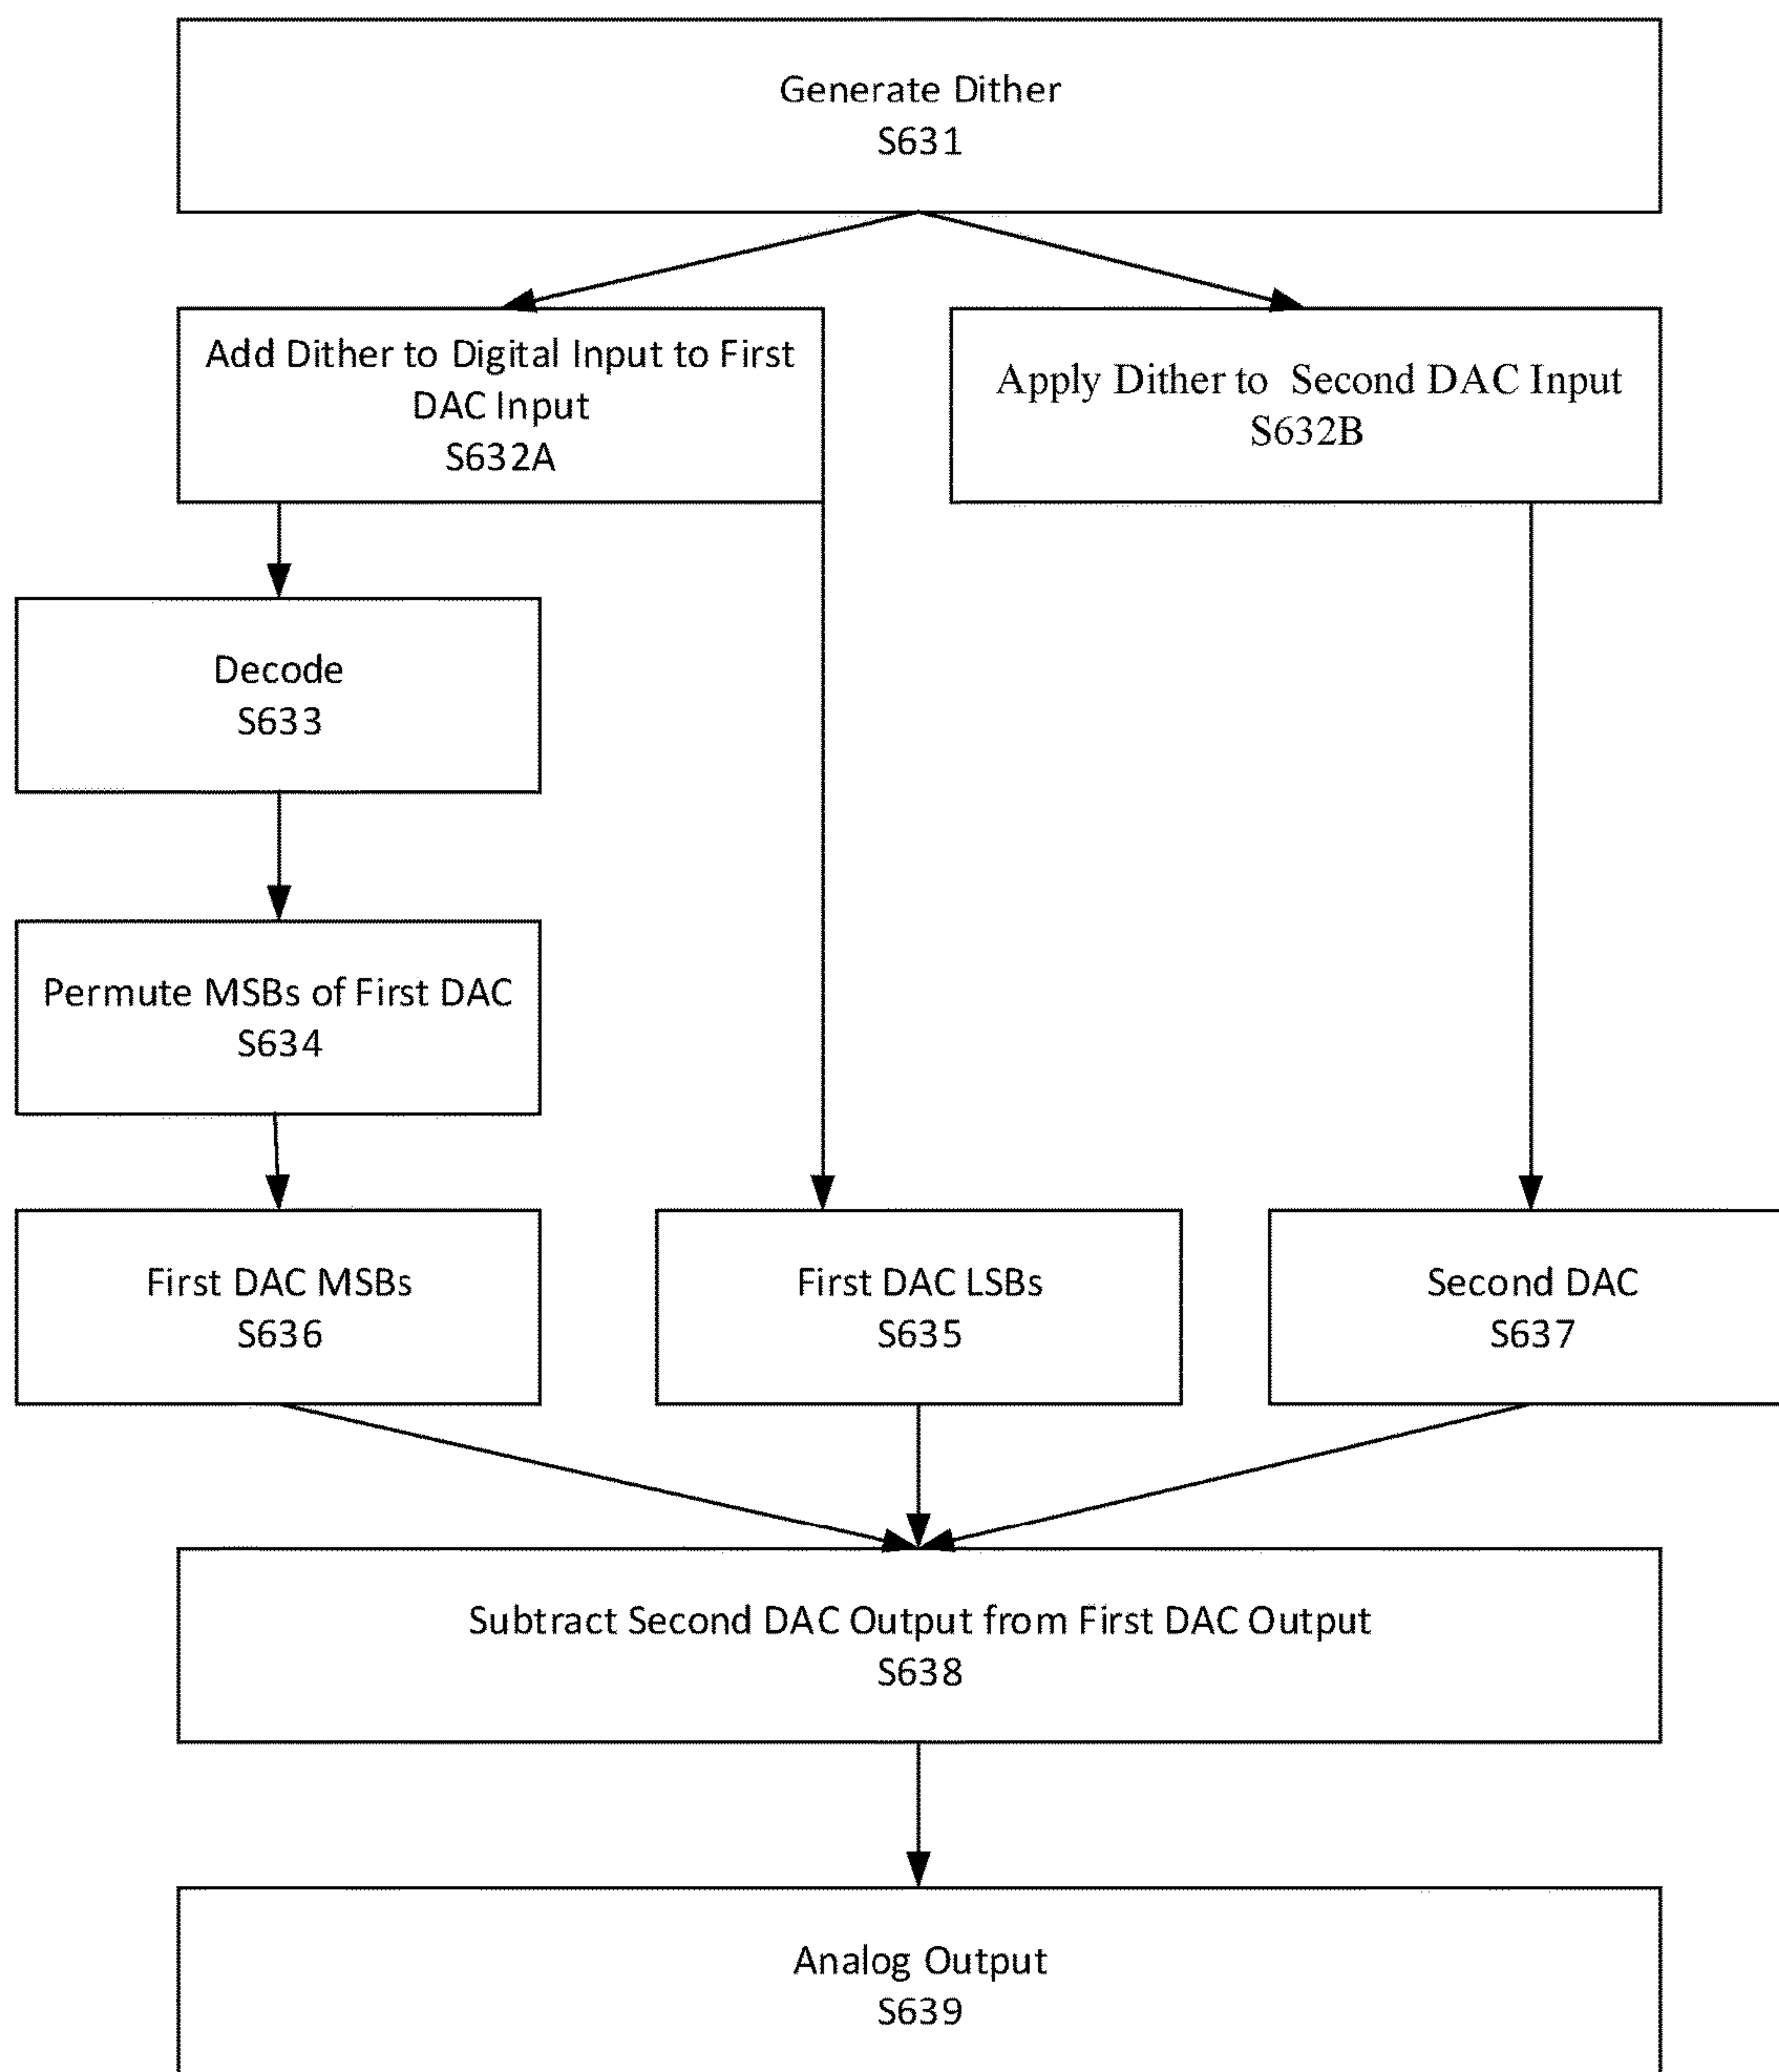 Generate Dither
S631
Add Dither to Digital Input to First
DAC Input
S632A
Apply Dither to Second DAC Input
S632B
Decode
S633
Permute MSBs of First DAC
S634
First DAC MSBs
S636
First DAC LSBs
S635
Second DAC
S637
Subtract Second DAC Output from First DAC Output
S638
Analog Output
S639